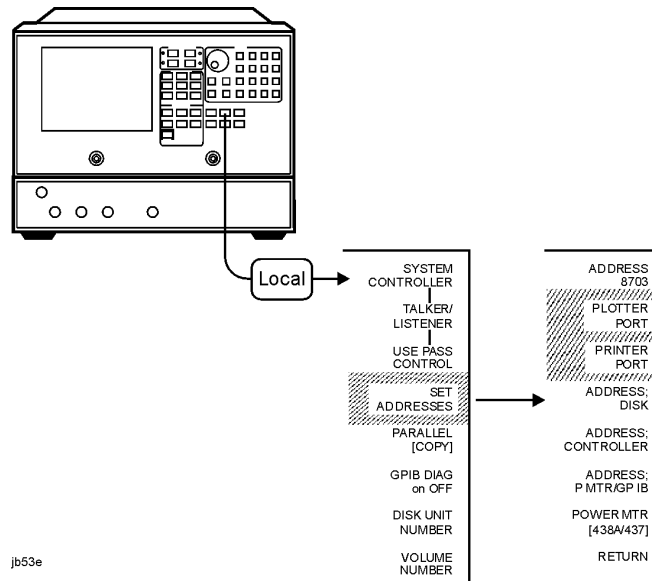 Local
SYSTEM
CONTROLLER
TALKER/
LISTENER
USE PASS
CONTROL
SET
ADDRESSES
PARALLEL
[COPY]
GPIB DIAG
on OFF
DISK UNIT
NUMBER
VOLUME
NUMBER
ADDRESS
8703
PLOTTER
PORT
PRINTER
PORT
ADDRESS;
DISK
ADDRESS;
CONTROLLER
ADDRESS;
P MTR/GPIB
POWER MTR
[438A/437]
RETURN
jb53e